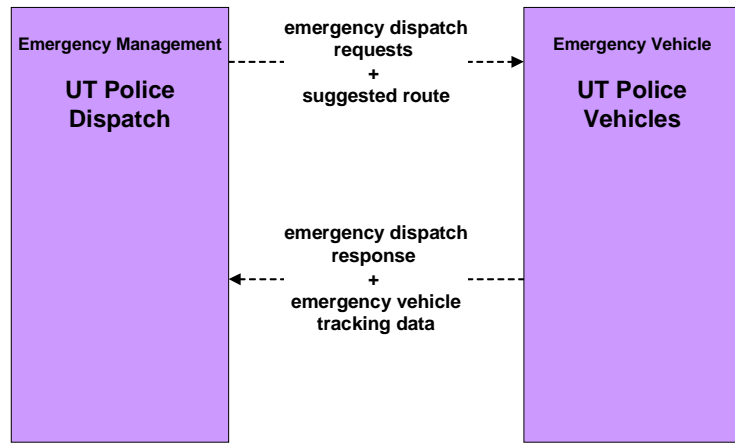 Emergency Management
UT Police
Dispatch
emergency dispatch
requests
+
suggested route
Emergency Vehicle
UT Police
Vehicles
emergency dispatch
response
+
emergency vehicle
tracking data